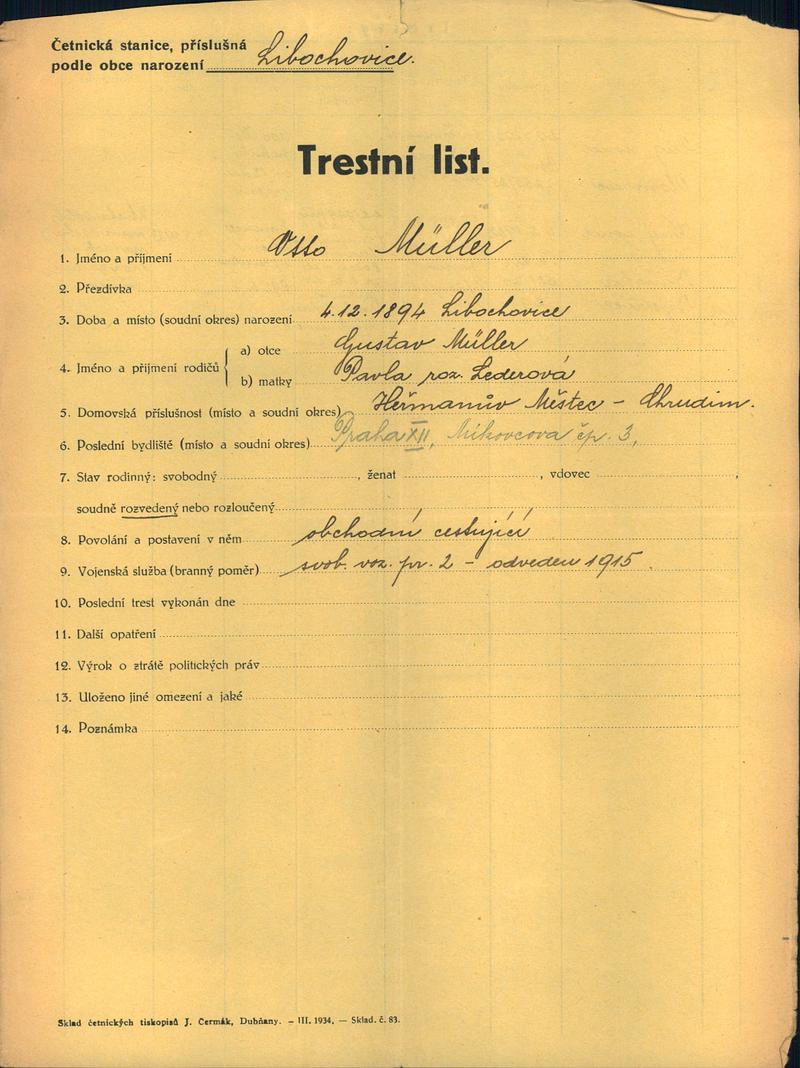 Četnická stanice, příslušná
podle obce narození Libochovice.
Trestní list.
1. Jméno a příjmení Otto Müller
2. Přezdívka
3. Doba a místo (soudní okres) narození 4.12.1894 Libochovice
4. Jméno a příjmení rodičů
a) otce Gustav Müller
b) matky Pavla roz. Lederová
5. Domovská příslušnost (místo a soudní okres) Heřmanův Městec - Chrudim.
6. Poslední bydliště (místo a soudní okres) Praha XII, Mikovcova čp. 3,
7. Stav rodinný: svobodný , ženat , vdovec ,
soudně rozvedený nebo rozloučený
8. Povolání a postavení v něm obchodní cestující
9. Vojenská služba (branný poměr) svob. voz. pr. 2 - odveden 1915
10. Poslední trest vykonán dne
11. Další opatření
12. Výrok o ztrátě politických práv
13. Uloženo jiné omezení a jaké
14. Poznámka
Sklad četnických tiskopisů J. Čermák, Dubňany. - III. 1934. — Sklad. č. 83.